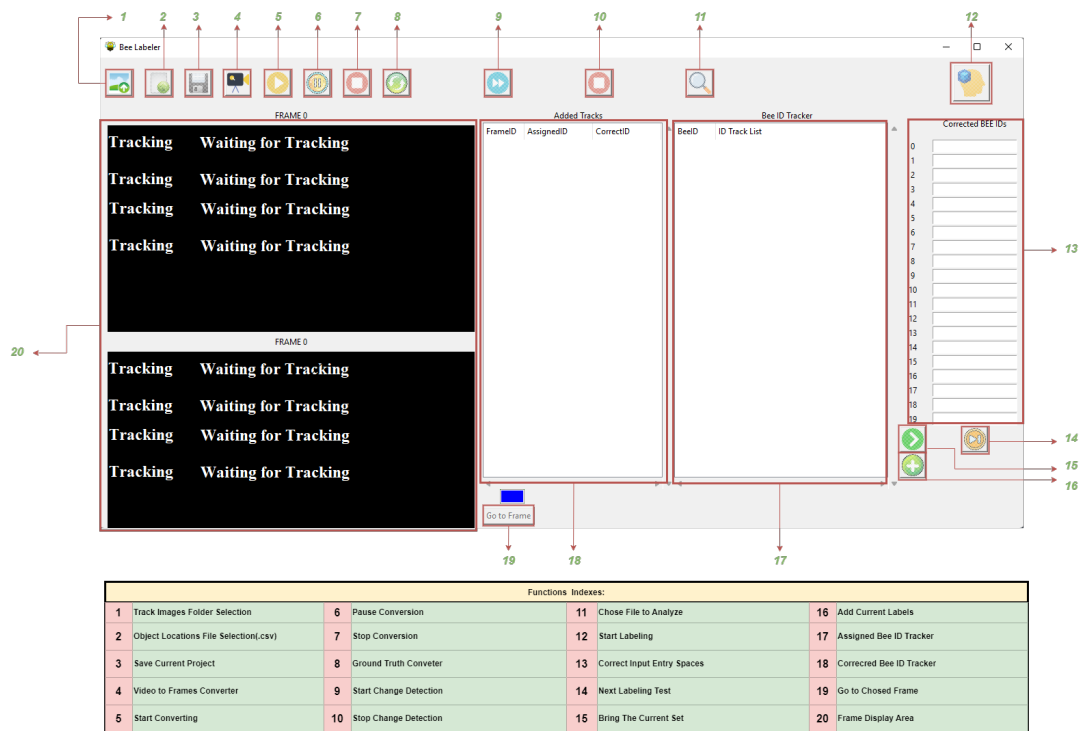 1 2 3 4 5 6 7 8 9 10 11 12
Bee Labeler
FRAME 0
Added Tracks
Bee ID Tracker
Corrected BEE IDs
FrameID AssignedID CorrectID
BeeID ID Track List
Tracking Waiting for Tracking
Tracking Waiting for Tracking
Tracking Waiting for Tracking
Tracking Waiting for Tracking
0
1
2
3
4
5
6
7
8
9
10
11
12
13
14
15
16
17
18
19
13
20
FRAME 0
Tracking Waiting for Tracking
Tracking Waiting for Tracking
Tracking Waiting for Tracking
Tracking Waiting for Tracking
14
15
16
Go to Frame
19 18 17
Functions Indexes:
1 Track Images Folder Selection 6 Pause Conversion 11 Chose File to Analyze 16 Add Current Labels
2 Object Locations File Selection(.csv) 7 Stop Conversion 12 Start Labeling 17 Assigned Bee ID Tracker
3 Save Current Project 8 Ground Truth Conveter 13 Correct Input Entry Spaces 18 Correcred Bee ID Tracker
4 Video to Frames Converter 9 Start Change Detection 14 Next Labeling Test 19 Go to Chosed Frame
5 Start Converting 10 Stop Change Detection 15 Bring The Current Set 20 Frame Display Area